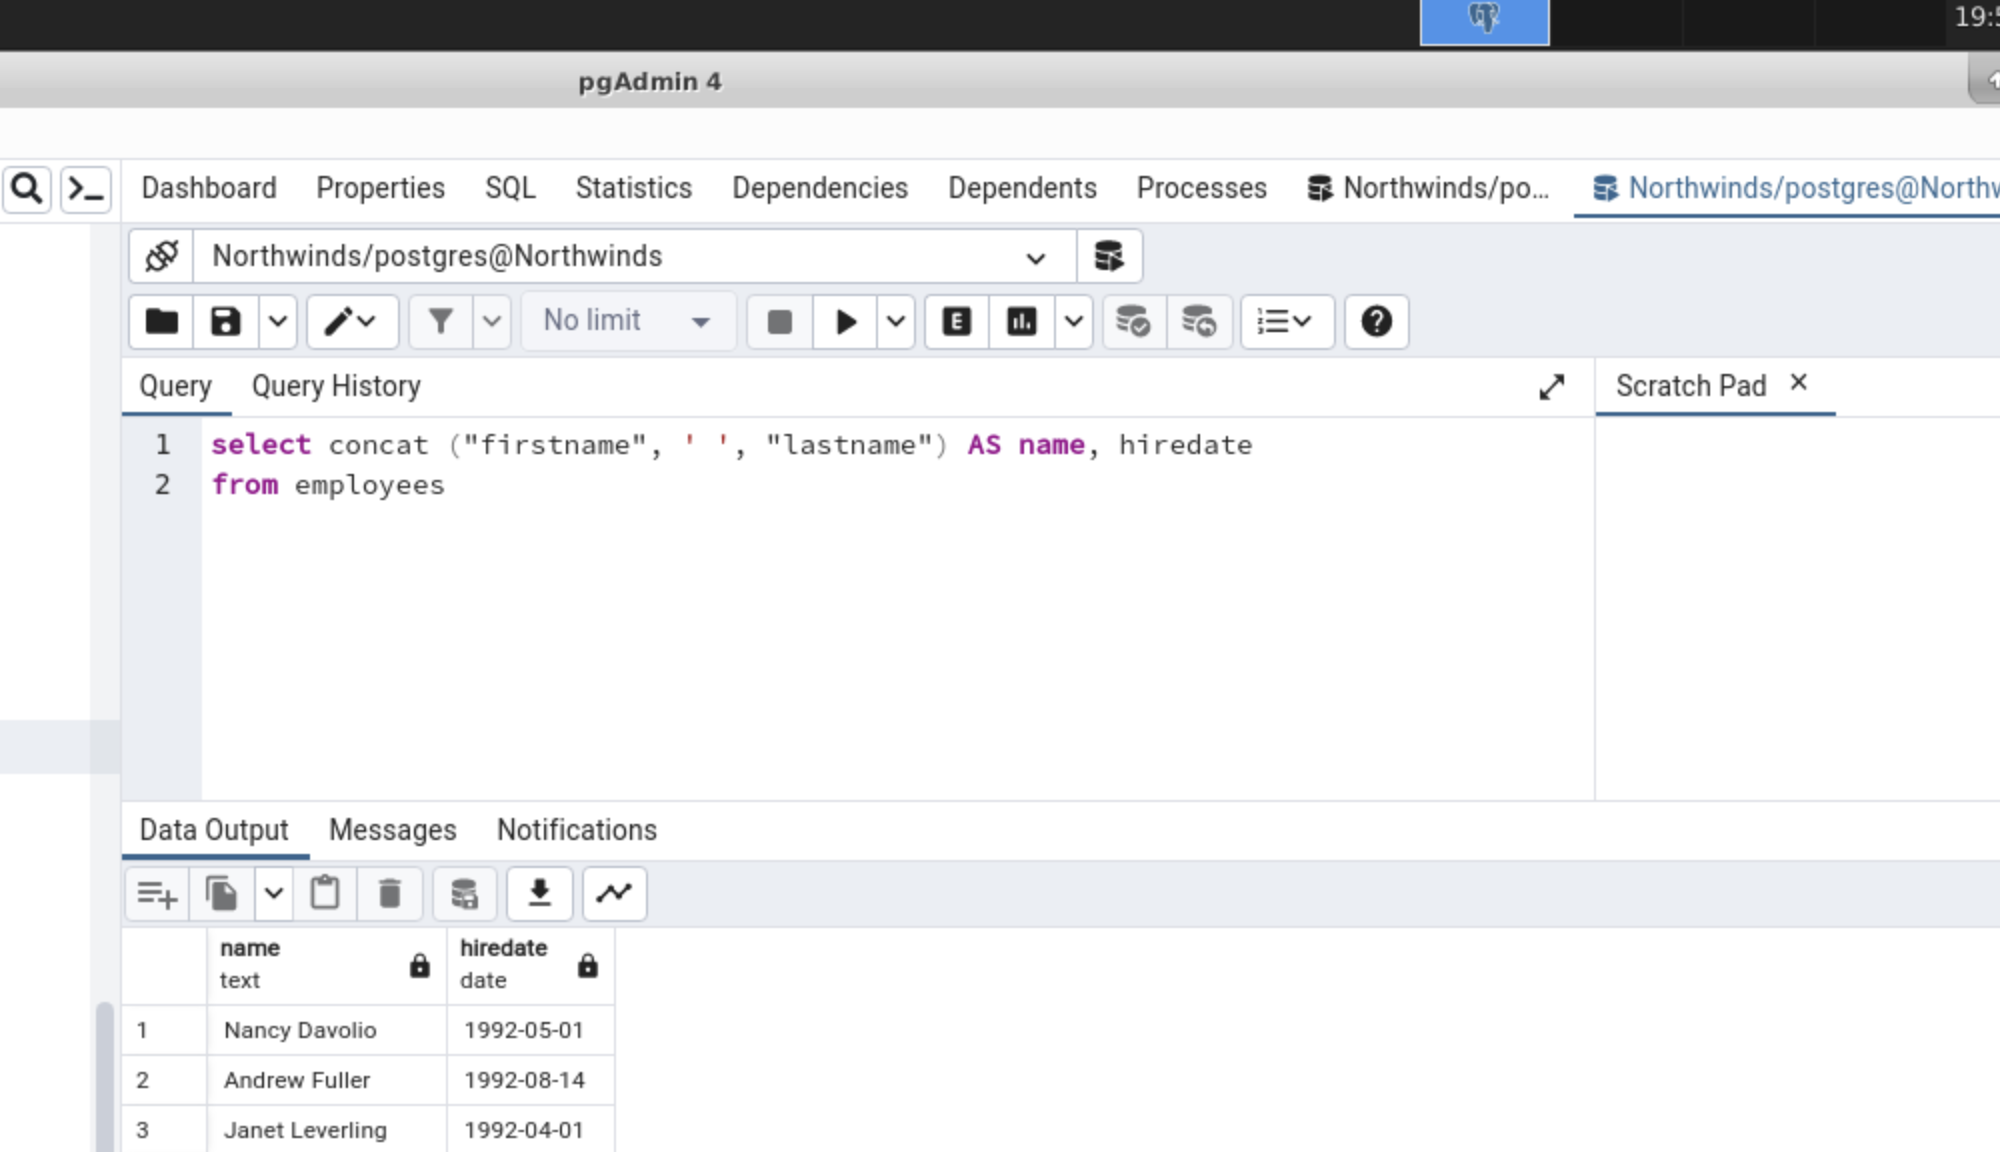 19:5
pgAdmin 4
Dashboard Properties SQL Statistics Dependencies Dependents Processes Northwinds/po... Northwinds/postgres@Northw
Northwinds/postgres@Northwinds
No limit
Query Query History Scratch Pad
1 select concat ("firstname", ' ', "lastname") AS name, hiredate
2 from employees
Data Output Messages Notifications
name hiredate
text date
1 Nancy Davolio 1992-05-01
2 Andrew Fuller 1992-08-14
3 Janet Leverling 1992-04-01